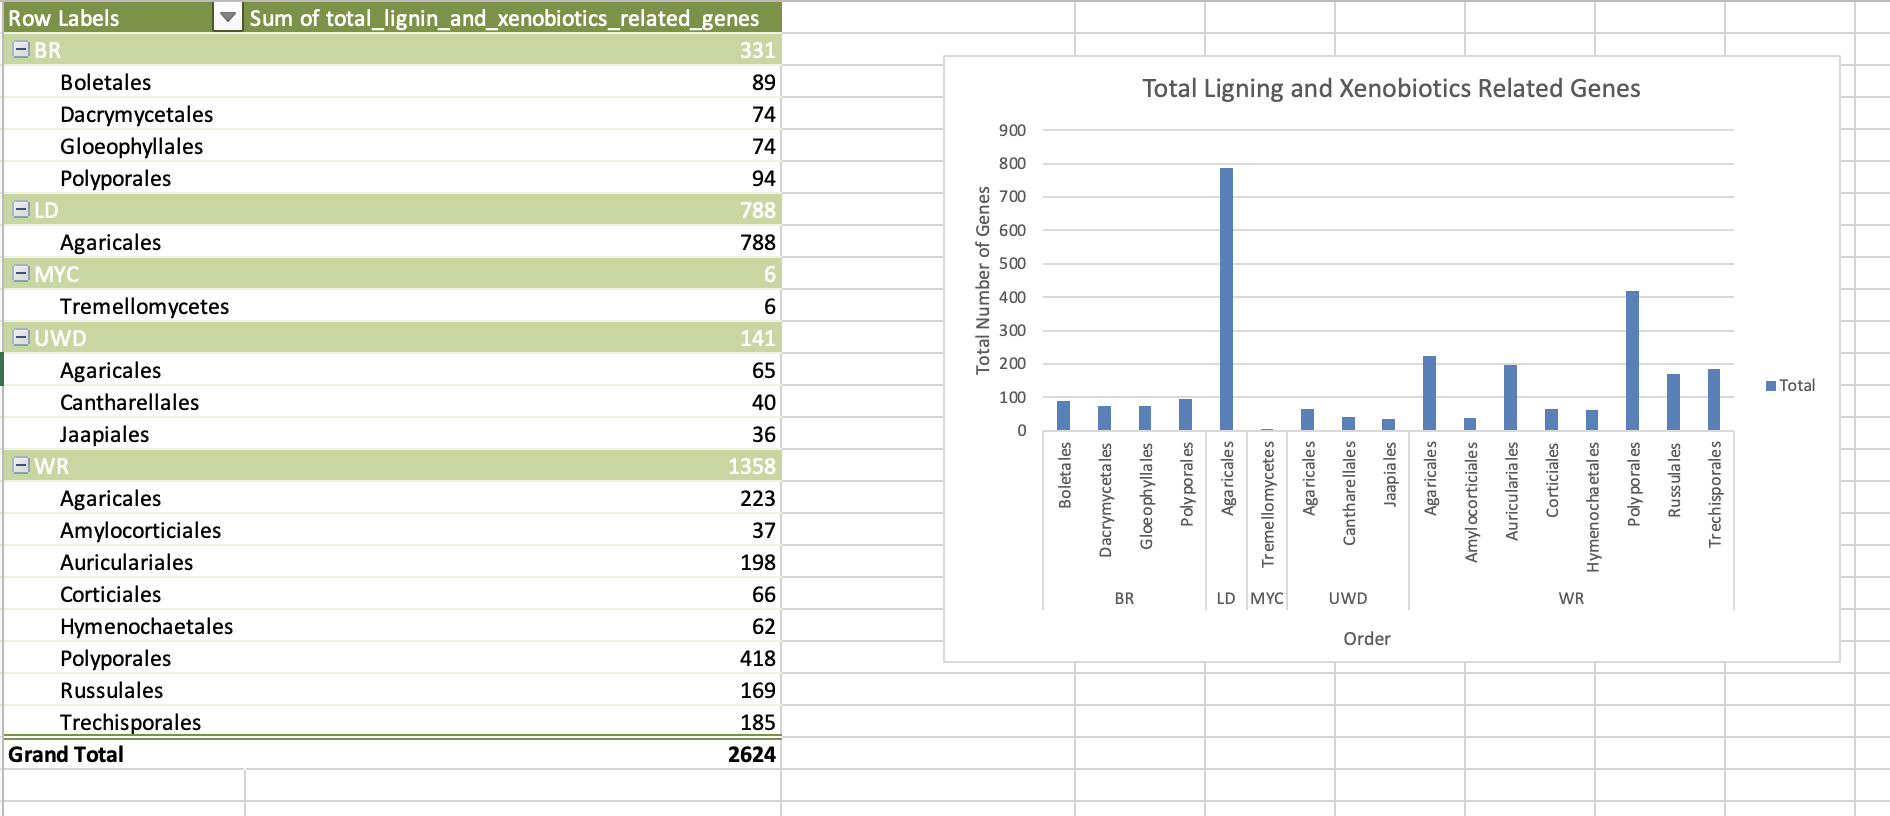 Row Labels Sum of total_lignin_and_xenobiotics_related_genes
BR 331
Boletales 89
Dacrymycetales 74
Gloeophyllales 74
Polyporales 94
LD 788
Agaricales 788
MYC 6
Tremellomycetes 6
UWD 141
Agaricales 65
Cantharellales 40
Jaapiales 36
WR 1358
Agaricales 223
Amylocorticiales 37
Auriculariales 198
Corticiales 66
Hymenochaetales 62
Polyporales 418
Russulales 169
Trechisporales 185
Grand Total 2624
Total Ligning and Xenobiotics Related Genes
Total Number of Genes
900
800
700
600
500
400
300
200
100
0
Boletales
Dacrymycetales
Gloeophyllales
Polyporales
Agaricales
Tremellomycetes
Agaricales
Cantharellales
Jaapiales
Agaricales
Amylocorticiales
Auriculariales
Corticiales
Hymenochaetales
Polyporales
Russulales
Trechisporales
BR LD MYC UWD WR
Order
Total